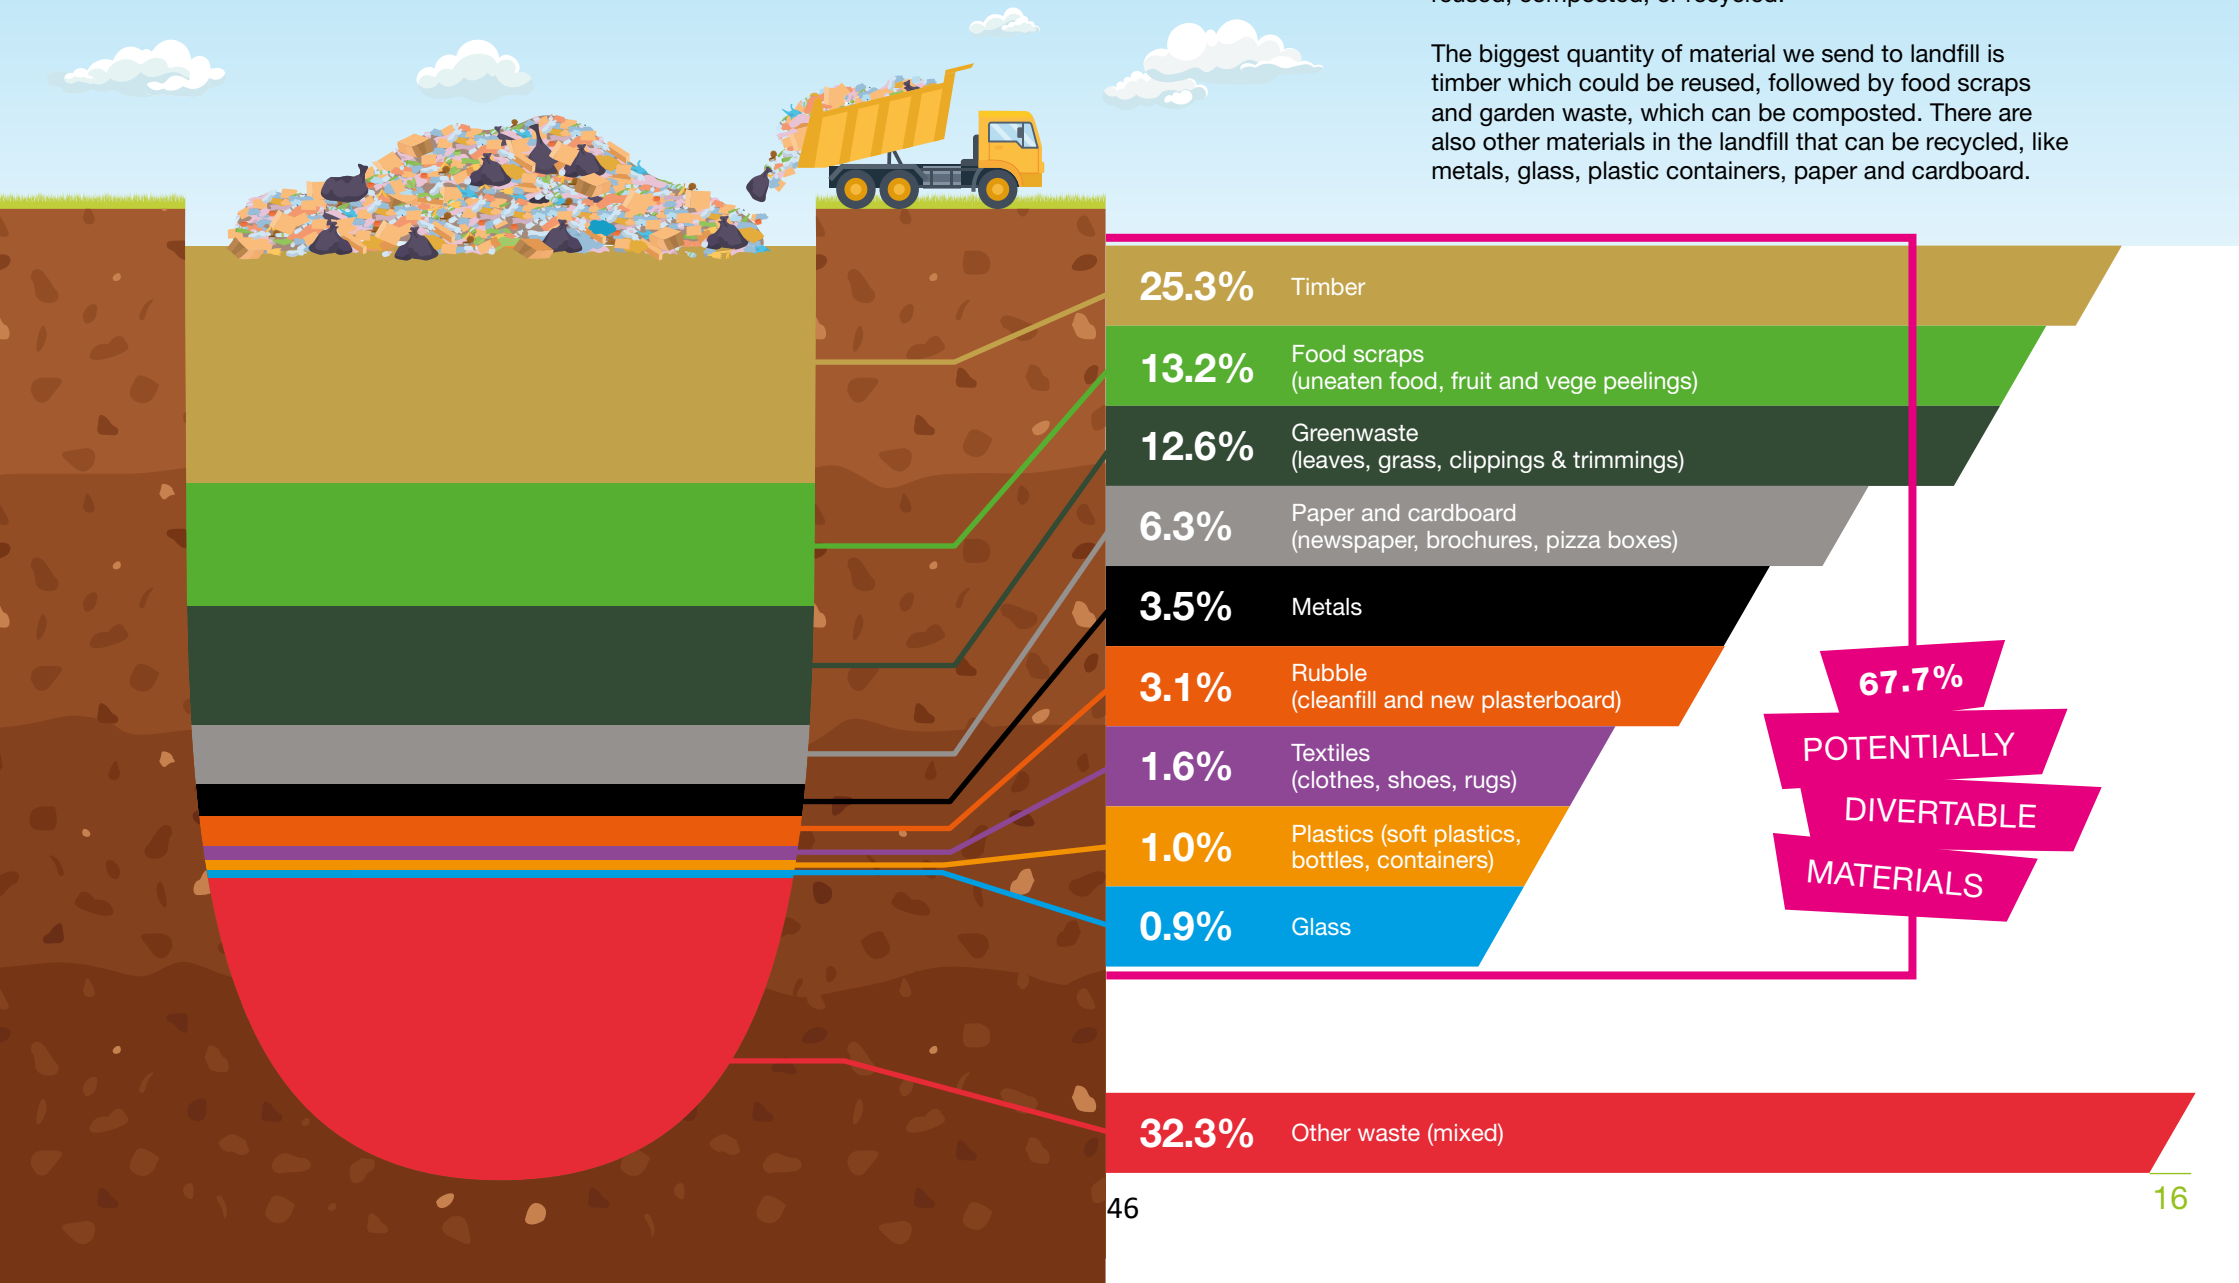 reused, composted, or recycled.
The biggest quantity of material we send to landfill is
timber which could be reused, followed by food scraps
and garden waste, which can be composted. There are
also other materials in the landfill that can be recycled, like
metals, glass, plastic containers, paper and cardboard.
25.3% Timber
13.2% Food scraps
(uneaten food, fruit and vege peelings)
12.6% Greenwaste
(leaves, grass, clippings & trimmings)
6.3% Paper and cardboard
(newspaper, brochures, pizza boxes)
3.5% Metals
3.1% Rubble
(cleanfill and new plasterboard)
1.6% Textiles
(clothes, shoes, rugs)
1.0% Plastics (soft plastics,
bottles, containers)
0.9% Glass
67.7%
POTENTIALLY
DIVERTABLE
MATERIALS
32.3% Other waste (mixed)
46
16